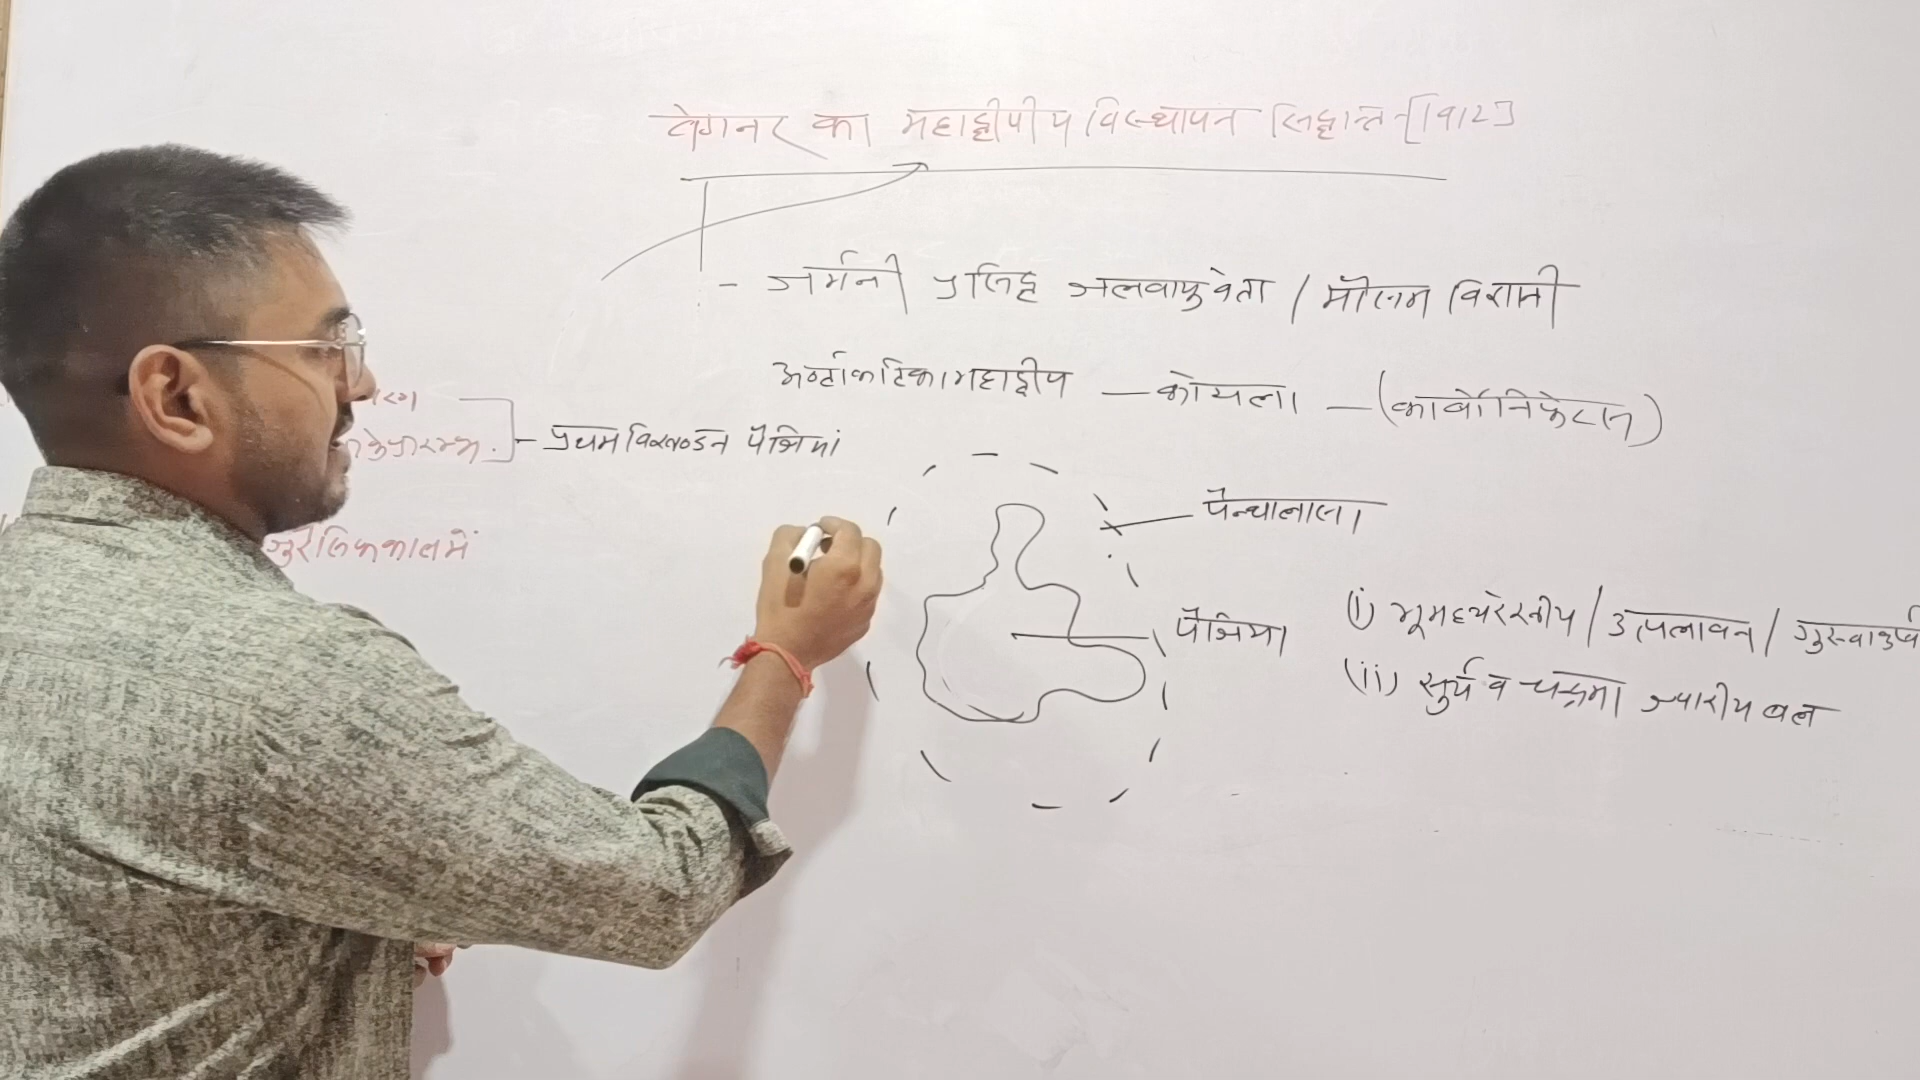 वेगनर का महाद्वीपीय विस्थापन सिद्धान्त-[1912]
- जर्मनी प्रसिद्ध जलवायुवेता / मौसम विज्ञानी
अण्टार्कटिका महाद्वीप - कोयला - (कार्बोनिफेरस)
- प्रथम विखण्डन पैंजिया
जुरैसिक काल में
पैन्थालासा
पैंजिया
(i) भूमध्यरेखीय / उत्पलावन / गुरुत्वाकर्ष
(ii) सूर्य व चन्द्रमा ज्वारीय बल